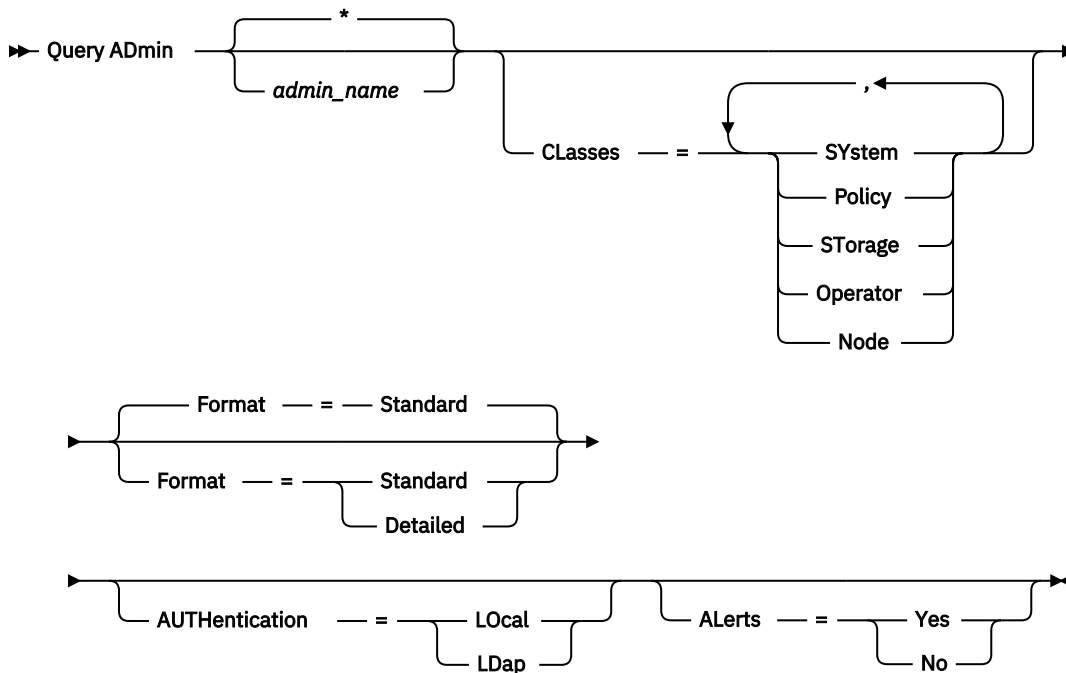 *
Query ADmin
admin_name
,
CLasses = SYstem
Policy
STorage
Operator
Node
Format = Standard
Format = Standard
Detailed
AUTHentication = LOcal ALerts = Yes
LDap No